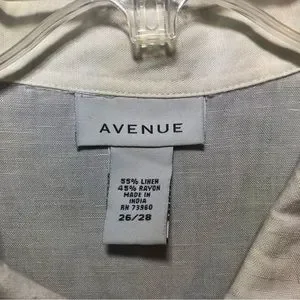 AVENUE
55% LINEN
45% RAYON
MADE IN
INDIA
RN 73960
26/28